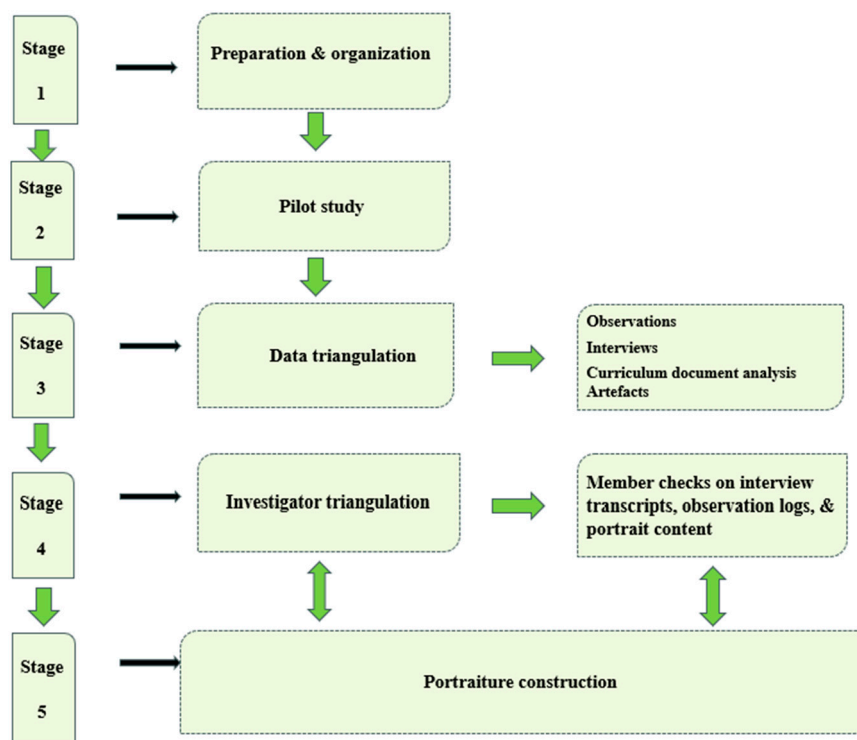 Stage
1
Preparation & organization
Stage
2
Pilot study
Stage
3
Data triangulation
Observations
Interviews
Curriculum document analysis
Artefacts
Stage
4
Investigator triangulation
Member checks on interview
transcripts, observation logs, &
portrait content
Stage
5
Portraiture construction